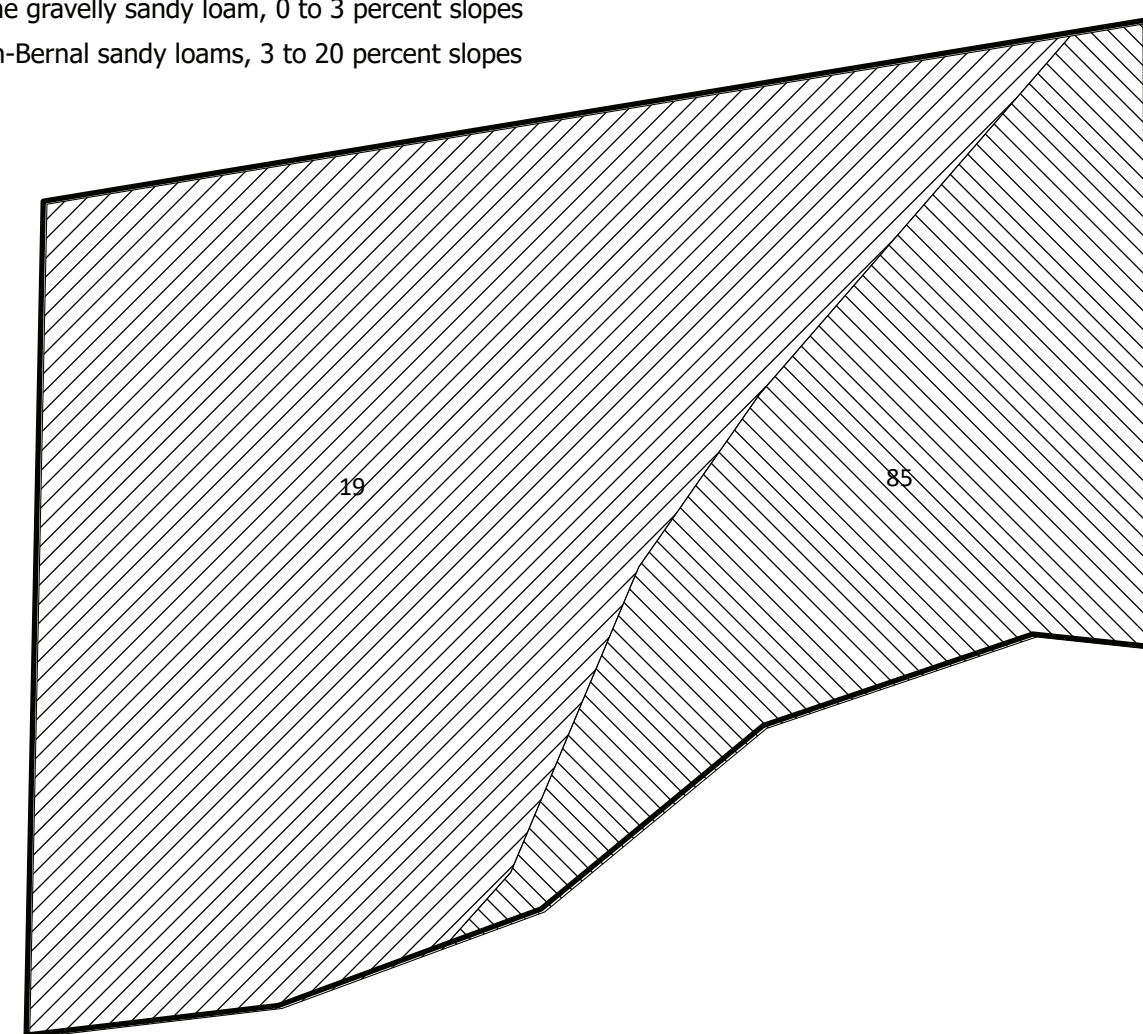 gravelly sandy loam, 0 to 3 percent slopes
-Bernal sandy loams, 3 to 20 percent slopes
19
85